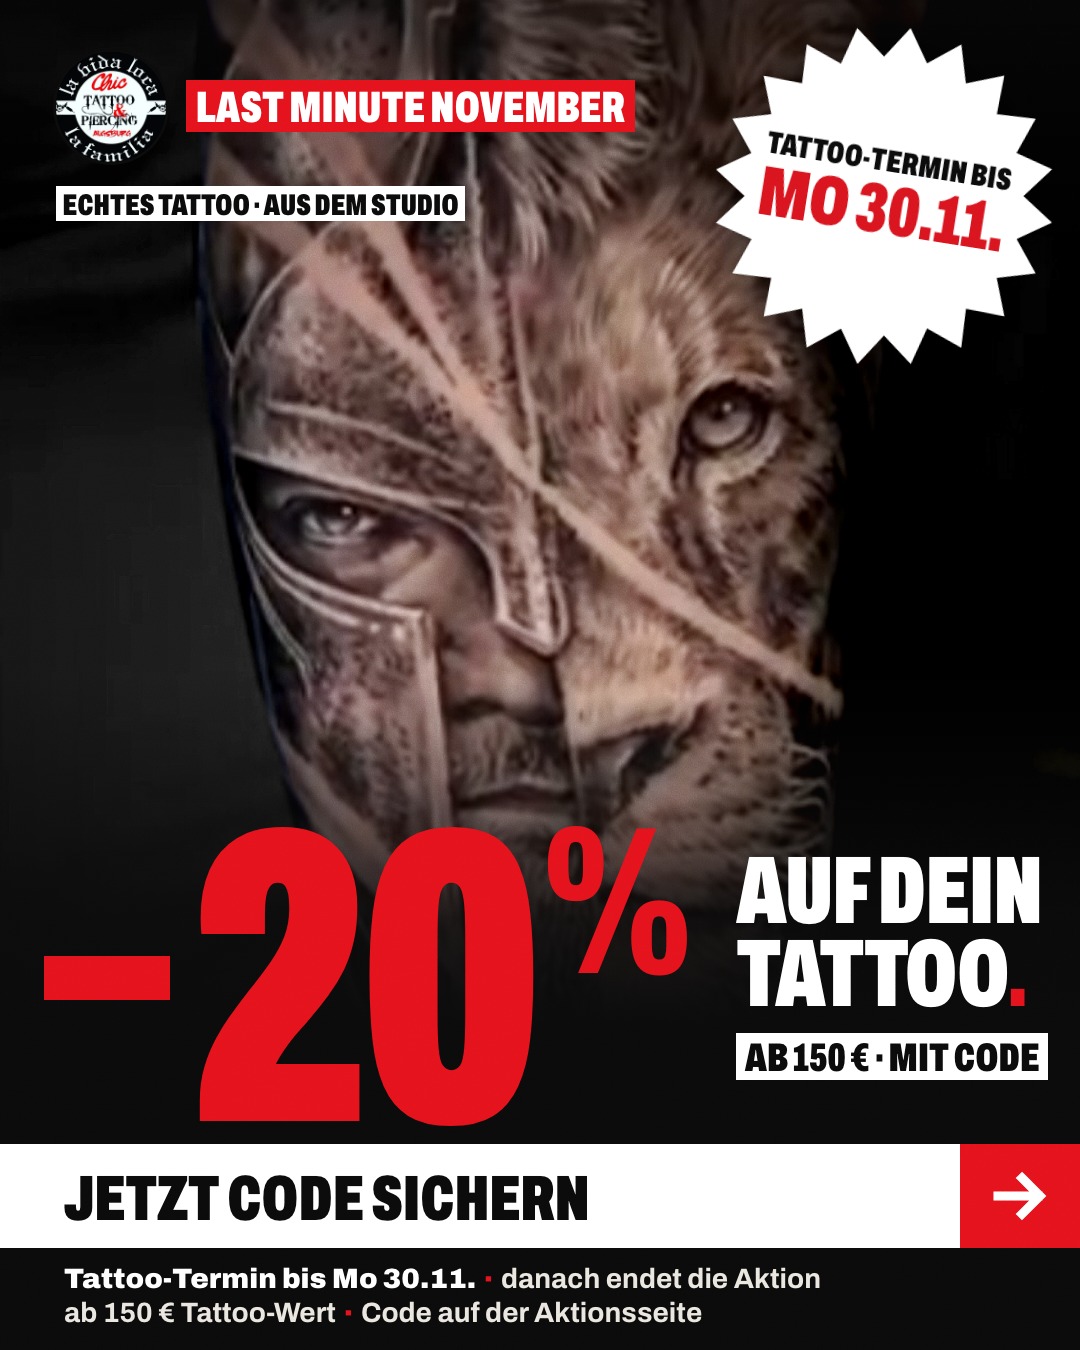 la vida loca
Chic
TATTOO
&
PIERCING
AUGSBURG
la familia
LAST MINUTE NOVEMBER
ECHTES TATTOO · AUS DEM STUDIO
TATTOO-TERMIN BIS
MO 30.11.
–20%
AUF DEIN
TATTOO.
AB 150 € · MIT CODE
JETZT CODE SICHERN
Tattoo-Termin bis Mo 30.11. · danach endet die Aktion
ab 150 € Tattoo-Wert · Code auf der Aktionsseite